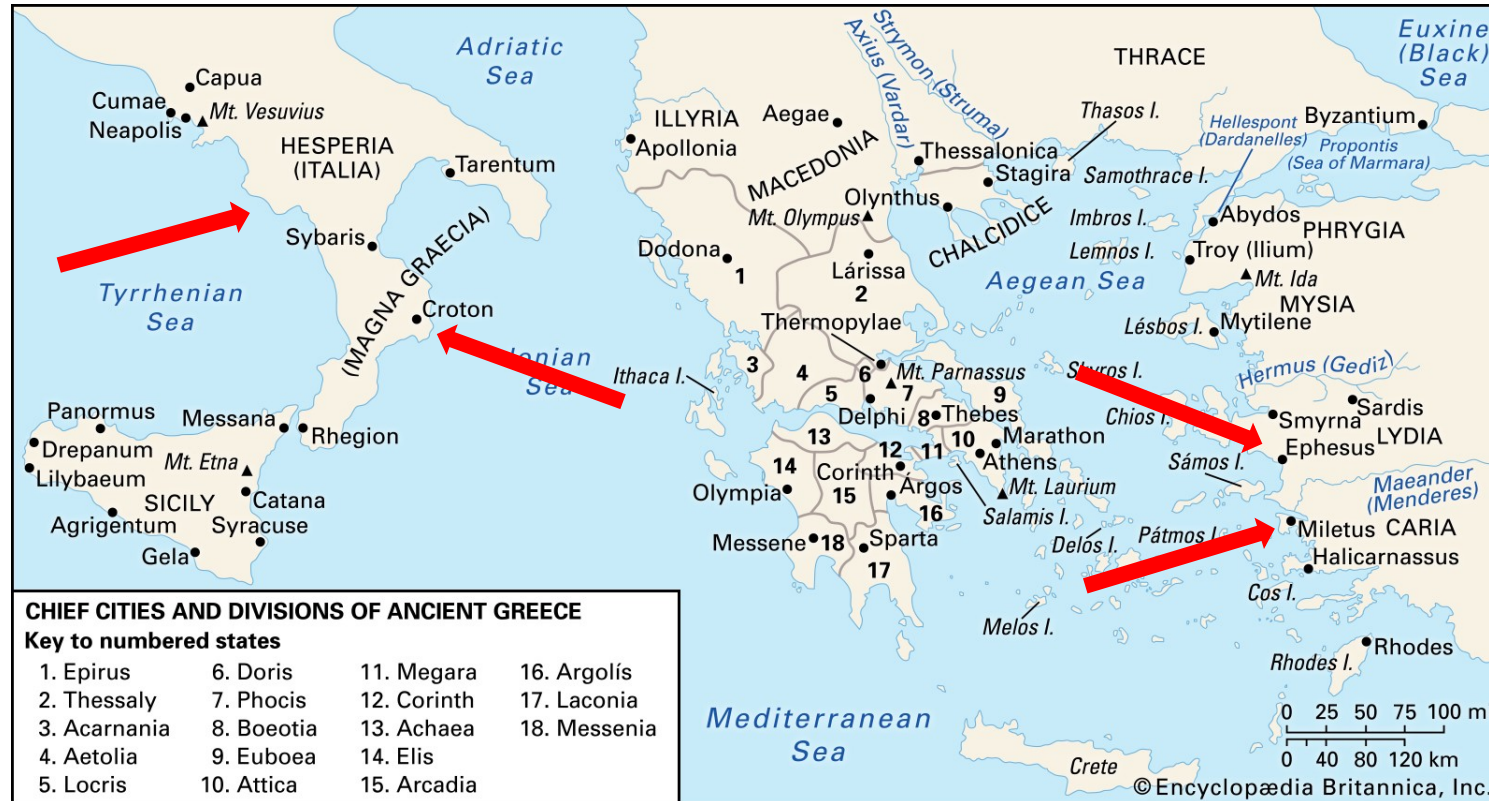 Adriatic
Sea
Capua
Cumae
Mt. Vesuvius
Neapolis
HESPERIA
(ITALIA)
Tarentum
Sybaris
Tyrrhenian
Sea
(MAGNA GRAECIA)
Croton
Ionian
Sea
Panormus
Messana
Rhegion
Drepanum
Mt. Etna
Lilybaeum
SICILY
Catana
Agrigentum
Syracuse
Gela
ILLYRIA
Apollonia
Aegae
MACEDONIA
Axius (Vardar)
Strymon (Struma)
THRACE
Euxine
(Black)
Sea
Thasos I.
Hellespont
(Dardanelles)
Byzantium
Propontis
(Sea of Marmara)
Thessalonica
Stagira
Samothrace I.
Olynthus
Mt. Olympus
CHALCIDICE
Imbros I.
Abydos
PHRYGIA
Dodona
1
Lárissa
2
Lemnos I.
Troy (Ilium)
Aegean Sea
Mt. Ida
MYSIA
Thermopylae
Lésbos I.
Mytilene
Ithaca I.
3
4
5
6
Mt. Parnassus
7
Skyros I.
9
Hermus (Gediz)
Delphi
8
Thebes
Chios I.
Smyrna
Sardis
LYDIA
13
12
11
10
Marathon
Ephesus
14
Corinth
Athens
Sámos I.
Olympia
15
Árgos
Mt. Laurium
Maeander
(Menderes)
16
Salamis I.
Miletus
CARIA
Messene
18
Sparta
Delos I.
Pátmos I.
Halicarnassus
17
Cos I.
Melos I.
Rhodes
Rhodes I.
Mediterranean
Sea
Crete
0 25 50 75 100 m
0 40 80 120 km
© Encyclopædia Britannica, Inc.
CHIEF CITIES AND DIVISIONS OF ANCIENT GREECE
Key to numbered states
1. Epirus
2. Thessaly
3. Acarnania
4. Aetolia
5. Locris
6. Doris
7. Phocis
8. Boeotia
9. Euboea
10. Attica
11. Megara
12. Corinth
13. Achaea
14. Elis
15. Arcadia
16. Argolís
17. Laconia
18. Messenia